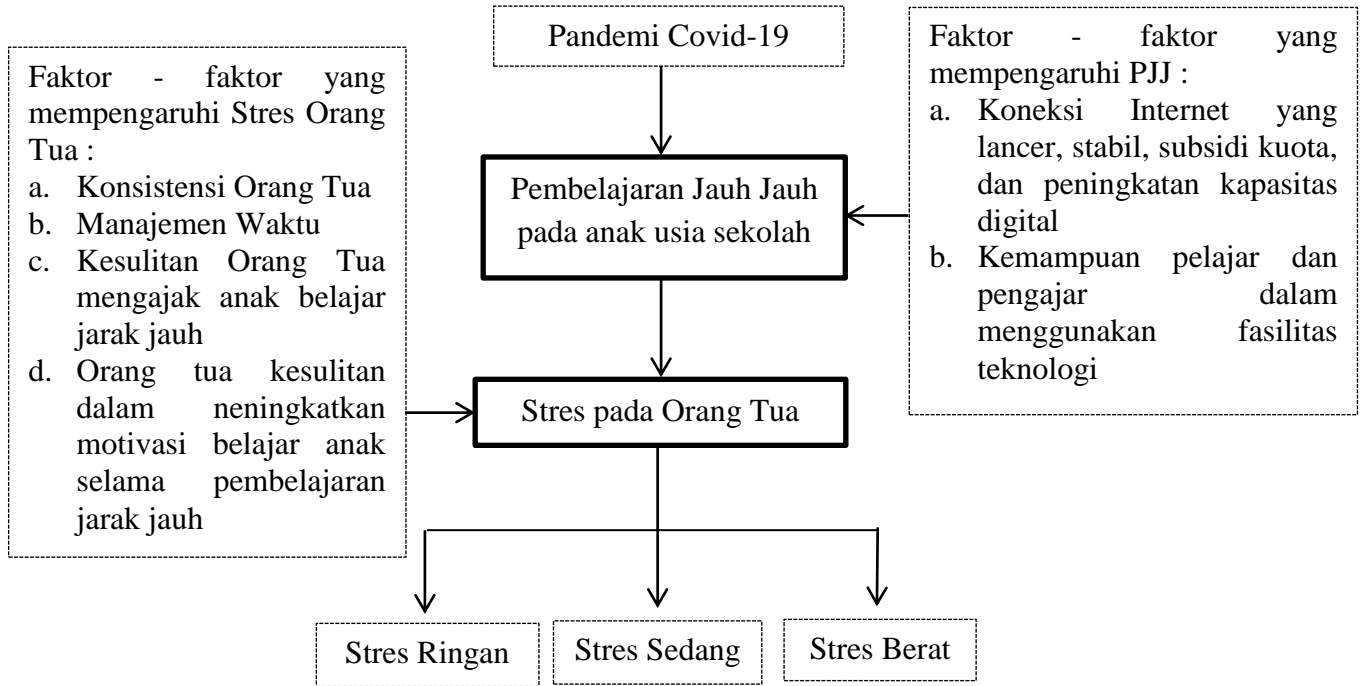 Pandemi Covid-19
Faktor - faktor yang
mempengaruhi Stres Orang
Tua :
a. Konsistensi Orang Tua
b. Manajemen Waktu
c. Kesulitan Orang Tua
mengajak anak belajar
jarak jauh
d. Orang tua kesulitan
dalam neningkatkan
motivasi belajar anak
selama pembelajaran
jarak jauh
Pembelajaran Jauh Jauh
pada anak usia sekolah
Faktor - faktor yang
mempengaruhi PJJ :
a. Koneksi Internet yang
lancer, stabil, subsidi kuota,
dan peningkatan kapasitas
digital
b. Kemampuan pelajar dan
pengajar dalam
menggunakan fasilitas
teknologi
Stres pada Orang Tua
Stres Ringan
Stres Sedang
Stres Berat